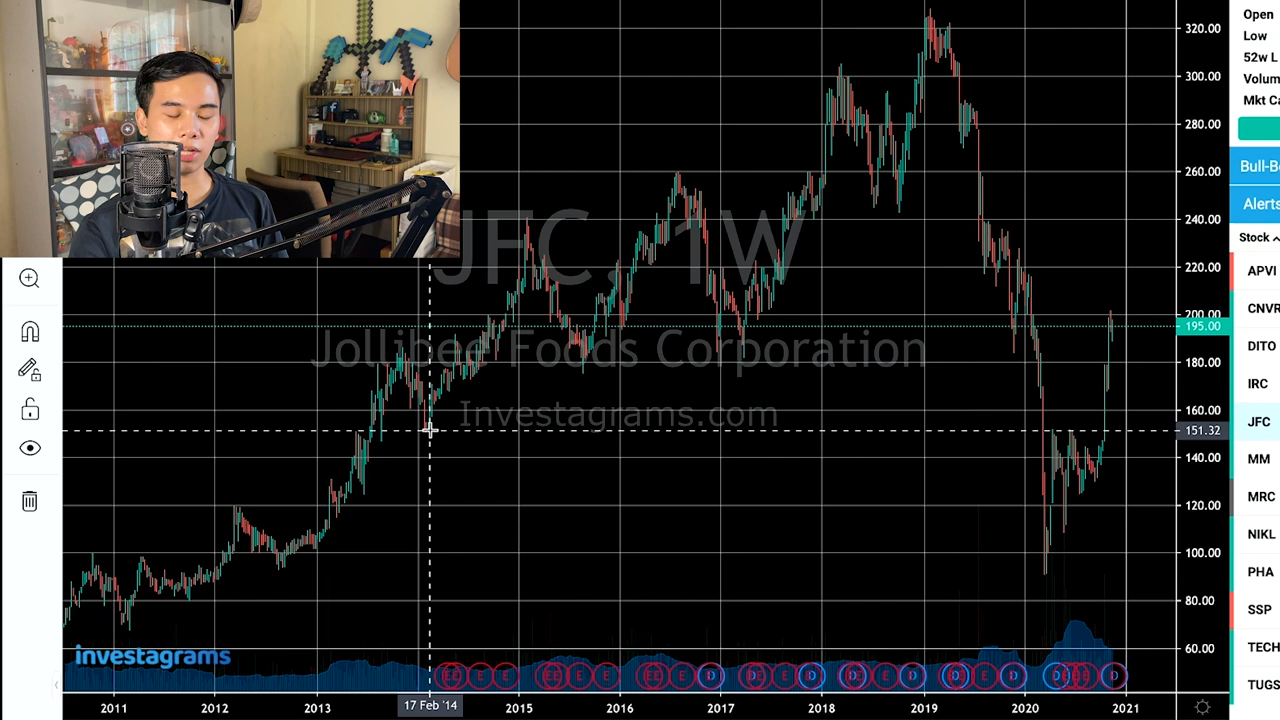 JFC, 1W
Jollibee Foods Corporation
Investagrams.com
investagrams
320.00
300.00
280.00
260.00
240.00
220.00
200.00
195.00
180.00
160.00
151.32
140.00
120.00
100.00
80.00
60.00
E E E E E E E E E E E D D E E D D E D D E D E D D E E E D
2011
2012
2013
17 Feb '14
2015
2016
2017
2018
2019
2020
2021
Open
Low
52w L
Volum
Mkt Ca
Bull-Be
Alerts
Stock
APVI
CNVR
DITO
IRC
JFC
MM
MRC
NIKL
PHA
SSP
TECH
TUGS